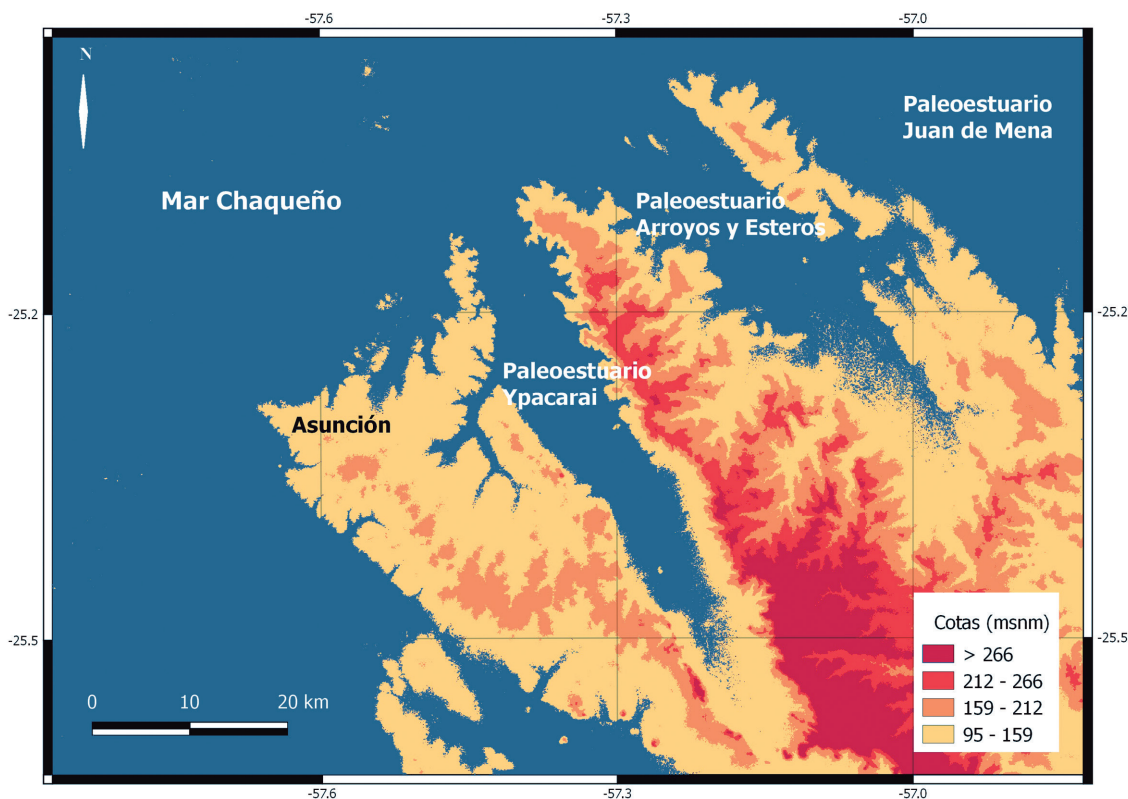 -57.6
-57.3
-57.0
N
Paleoestuario
Juan de Mena
Mar Chaqueño
Paleoestuario
Arroyos y Esteros
-25.2
-25.2
Paleoestuario
Ypacarai
Asunción
-25.5
-25.5
Cotas (msnm)
> 266
212 - 266
159 - 212
95 - 159
0
10
20 km
-57.6
-57.3
-57.0